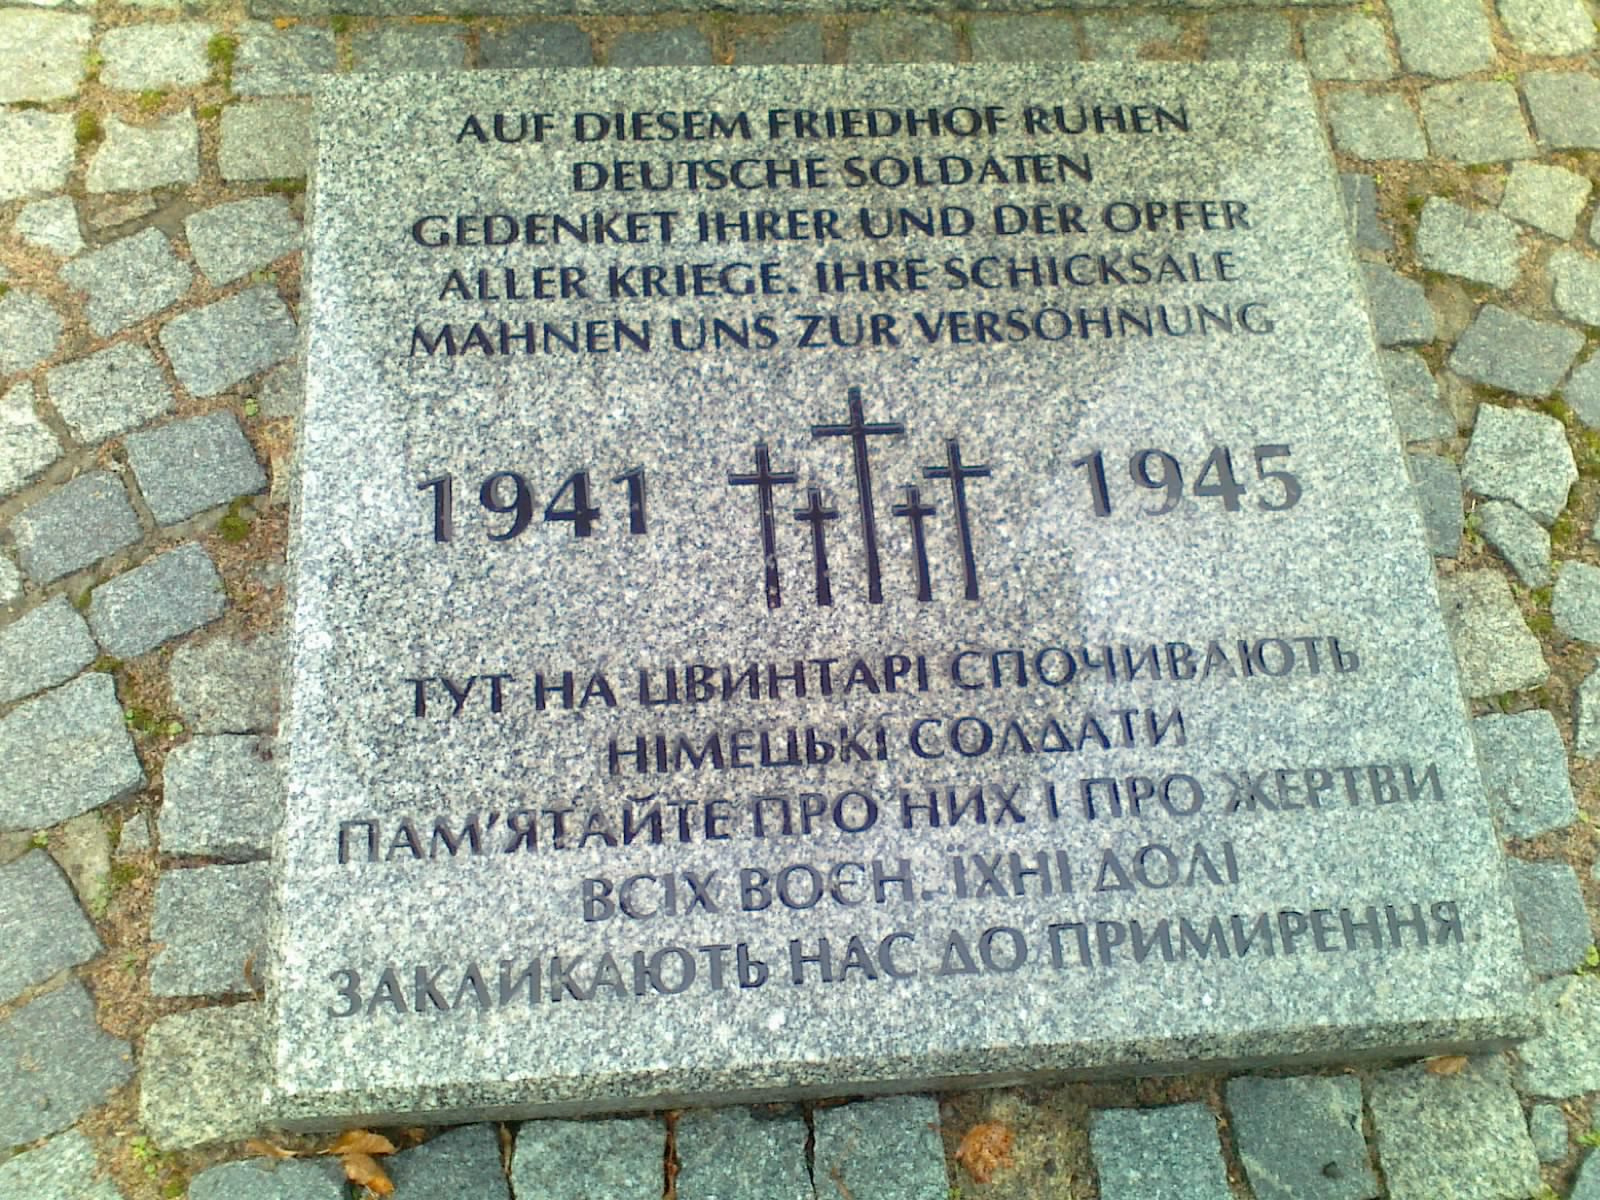 AUF DIESEM FRIEDHOF RUHEN
DEUTSCHE SOLDATEN
GEDENKET IHRER UND DER OPFER
ALLER KRIEGE. IHRE SCHICKSALE
MAHNEN UNS ZUR VERSÖHNUNG
1941 1945
ТУТ НА ЦВИНТАРІ СПОЧИВАЮТЬ
НІМЕЦЬКІ СОЛДАТИ
ПАМ'ЯТАЙТЕ ПРО НИХ І ПРО ЖЕРТВИ
ВСІХ ВОЄН. ЇХНІ ДОЛІ
ЗАКЛИКАЮТЬ НАС ДО ПРИМИРЕННЯ